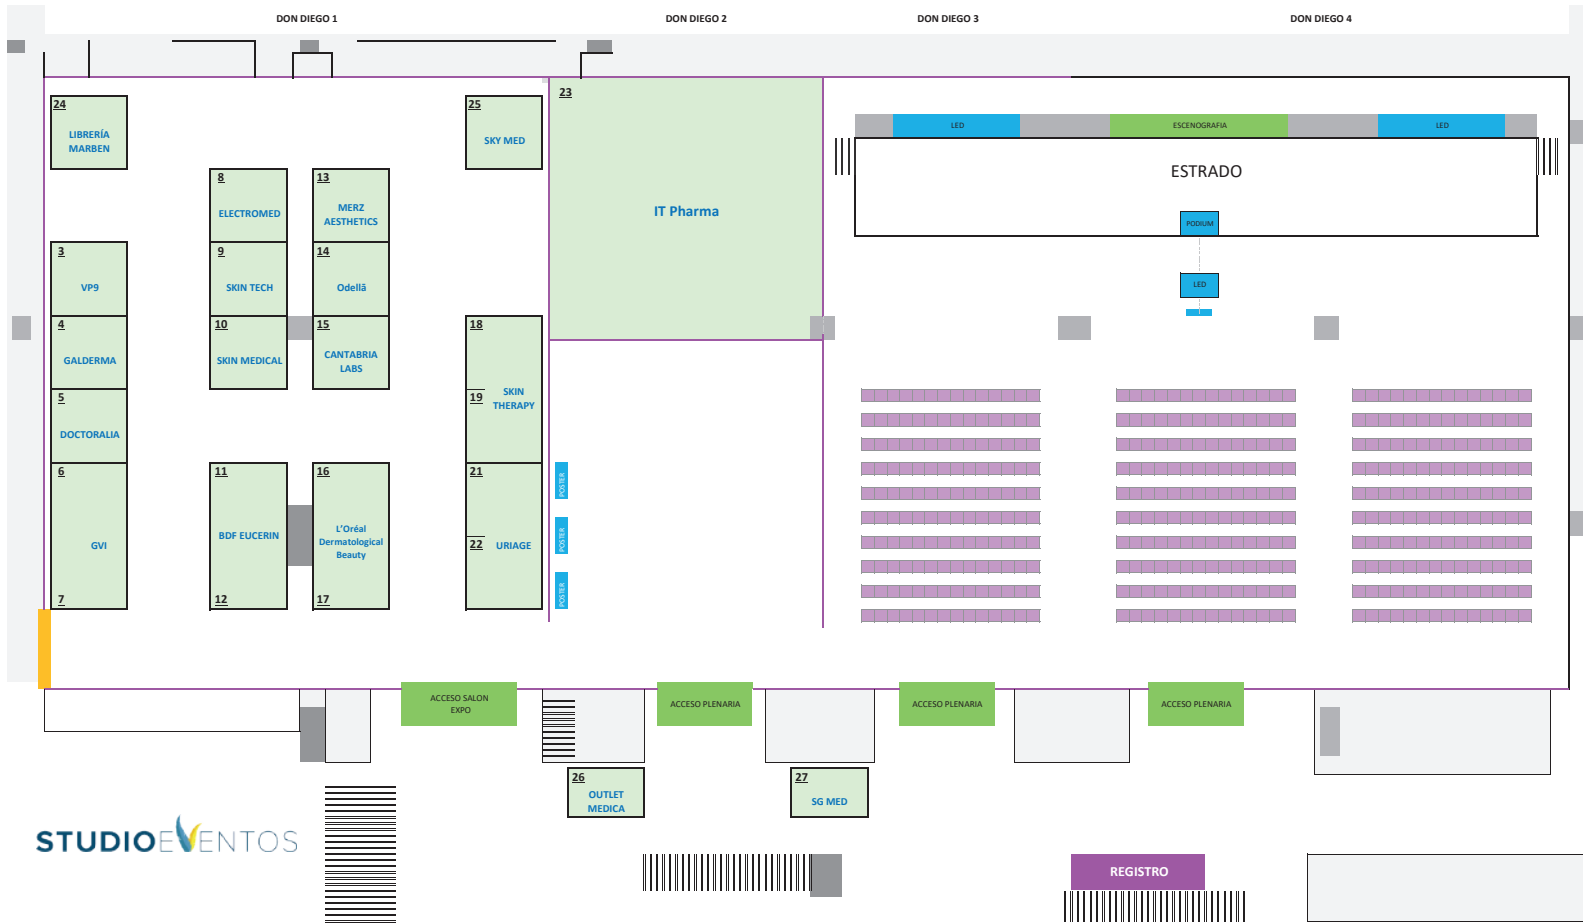 DON DIEGO 1
DON DIEGO 2
DON DIEGO 3
DON DIEGO 4
24
LIBRERÍA
MARBEN
25
SKY MED
23
IT Pharma
LED
ESCENOGRAFIA
LED
ESTRADO
PODIUM
LED
8
ELECTROMED
13
MERZ
AESTHETICS
3
VP9
9
SKIN TECH
14
Odellā
4
GALDERMA
10
SKIN MEDICAL
15
CANTABRIA
LABS
18
19
SKIN
THERAPY
5
DOCTORALIA
6
GVI
7
11
BDF EUCERIN
12
16
L'Oréal
Dermatological
Beauty
17
21
22
URIAGE
POSTER
POSTER
POSTER
ACCESO SALON
EXPO
ACCESO PLENARIA
ACCESO PLENARIA
ACCESO PLENARIA
26
OUTLET
MEDICA
27
SG MED
STUDIOEVENTOS
REGISTRO